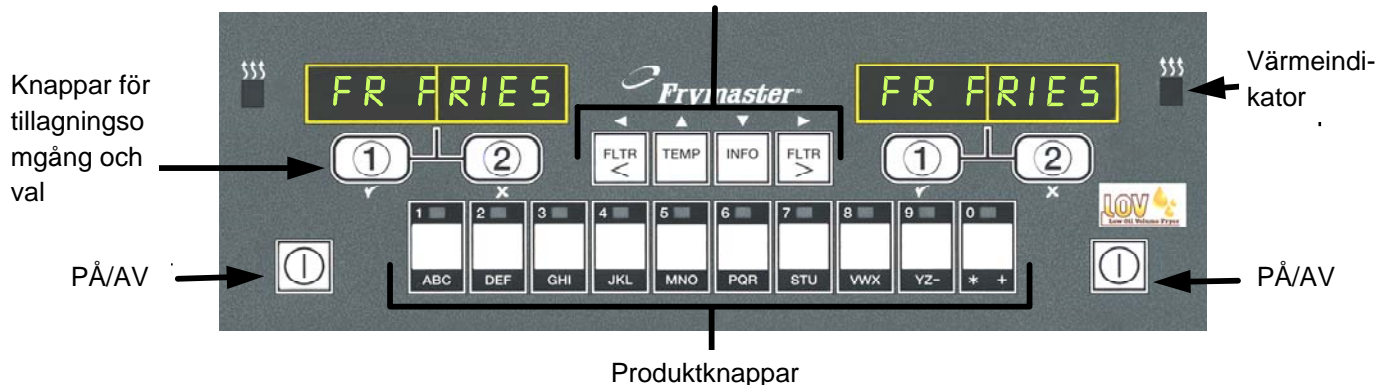 Knappar för
tillagningso
mgång och
val
PÅ/AV
FR FRIES
Frymaster
FR FRIES
1
2
FLTR
<
TEMP
INFO
FLTR
>
1
2
LOV
Low Oil Volume Fryer
1 2 3 4 5 6 7 8 9 0
ABC DEF GHI JKL MNO PQR STU VWX YZ- * +
Värmeindi-
kator
.
PÅ/AV
Produktknappar